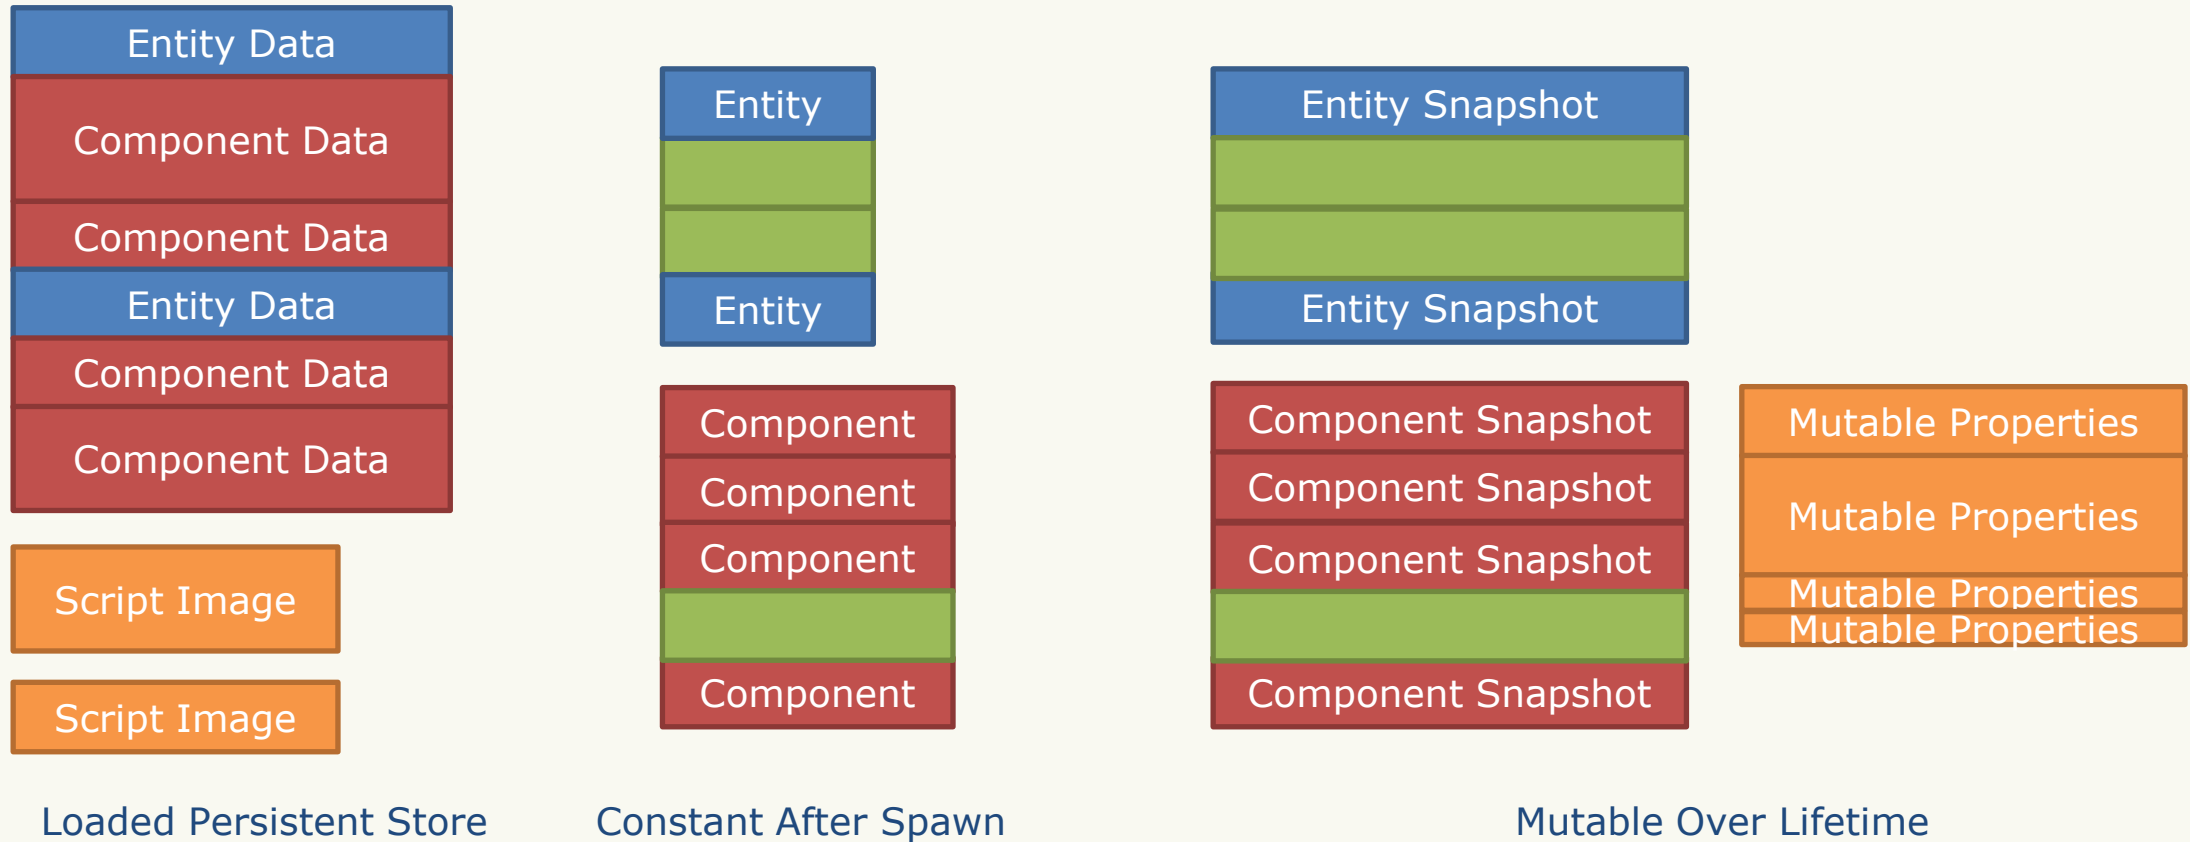 Entity Data
Component Data
Component Data
Entity Data
Component Data
Component Data
Script Image
Script Image
Loaded Persistent Store
Entity
Entity
Component
Component
Component
Component
Constant After Spawn
Entity Snapshot
Entity Snapshot
Component Snapshot
Component Snapshot
Component Snapshot
Component Snapshot
Mutable Properties
Mutable Properties
Mutable Properties
Mutable Properties
Mutable Over Lifetime